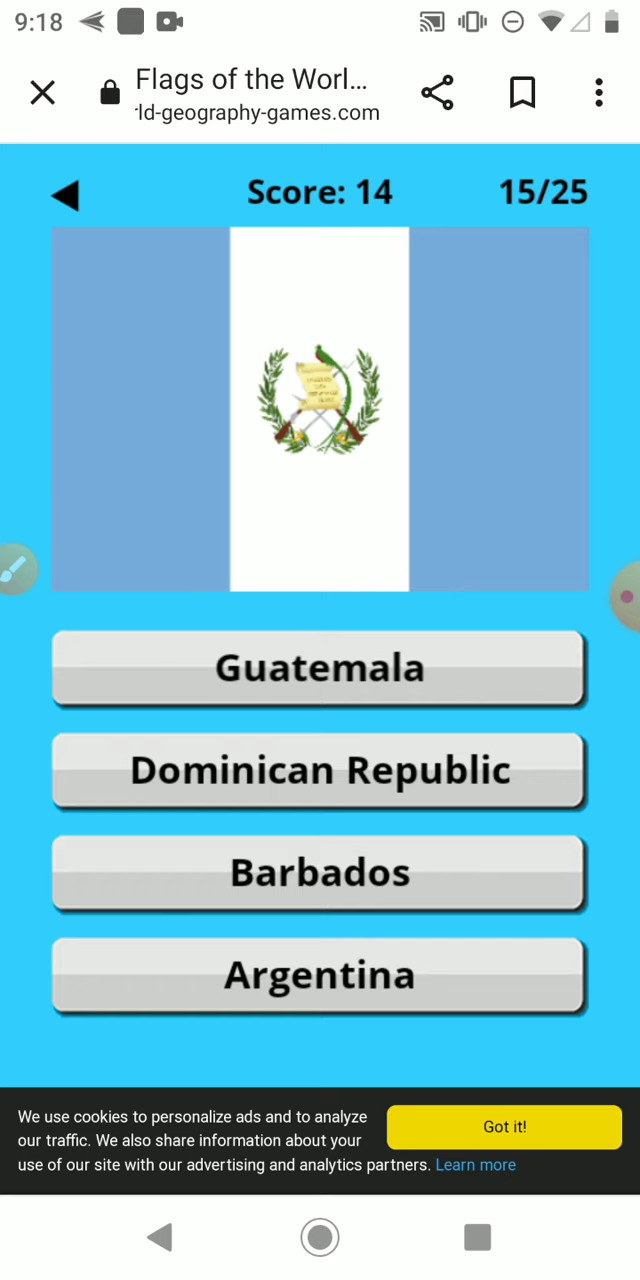 9:18
Flags of the Worl...
rld-geography-games.com
Score: 14 15/25
Guatemala
Dominican Republic
Barbados
Argentina
We use cookies to personalize ads and to analyze
our traffic. We also share information about your
use of our site with our advertising and analytics partners. Learn more
Got it!